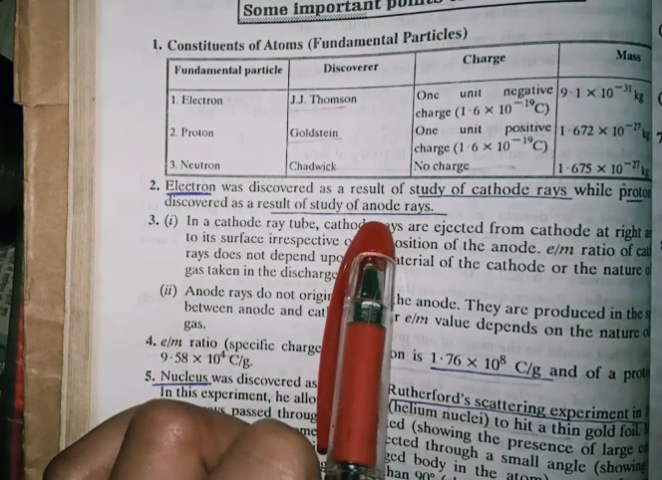 Some important
1. Constituents of Atoms (Fundamental Particles)
Fundamental particle Discoverer Charge Mass
1. Electron J.J. Thomson One unit negative 9·1 × 10⁻³¹ kg
charge (1·6 × 10⁻¹⁹C)
2. Proton Goldstein One unit positive 1·672 × 10⁻²⁷ kg
charge (1·6 × 10⁻¹⁹C)
3. Neutron Chadwick No charge 1·675 × 10⁻²⁷ kg
2. Electron was discovered as a result of study of cathode rays while proton
discovered as a result of study of anode rays.
3. (i) In a cathode ray tube, cathod ays are ejected from cathode at right
to its surface irrespective o osition of the anode. e/m ratio of
rays does not depend upo aterial of the cathode or the nature o
gas taken in the discharge
(ii) Anode rays do not origin he anode. They are produced in the s
between anode and cat r e/m value depends on the nature o
gas.
4. e/m ratio (specific charge on is 1·76 × 10⁸ C/g and of a prot
9·58 × 10⁴ C/g.
5. Nucleus was discovered as Rutherford's scattering experiment in
In this experiment, he allo (helium nuclei) to hit a thin gold foil.
passed throug ed (showing the presence of large
ected through a small angle (showing
ged body in the atom
han 90°